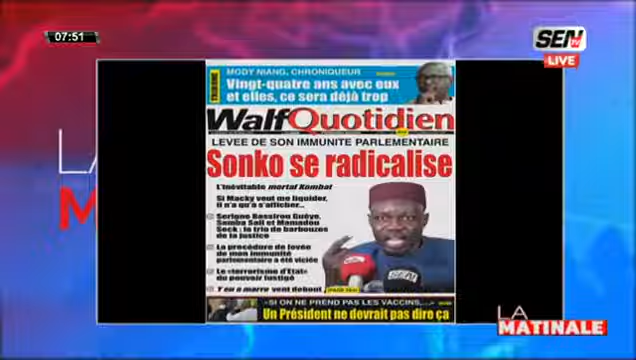 07:51
SEN TV
LIVE
LA
M
TRIBUNE
MODY NIANG, CHRONIQUEUR
Vingt-quatre ans avec eux
et elles, ce sera déjà trop
WalfQuotidien
LEVEE DE SON IMMUNITE PARLEMENTAIRE
Sonko se radicalise
L'inévitable mortal Kombat
Si Macky veut me liquider,
il n'a qu'a s'afficher...
Serigne Bassirou Guèye,
Samba Sall et Mamadou
Seck : le trio de barbouzes
de la justice
La procédure de levée
de mon immunité
parlementaire a été viciée
Le «terrorisme d'Etat»
du pouvoir fustigé
Y en a marre vent debout
«SI ON NE PREND PAS LES VACCINS,...»
Un Président ne devrait pas dire ça
LA
MATINALE